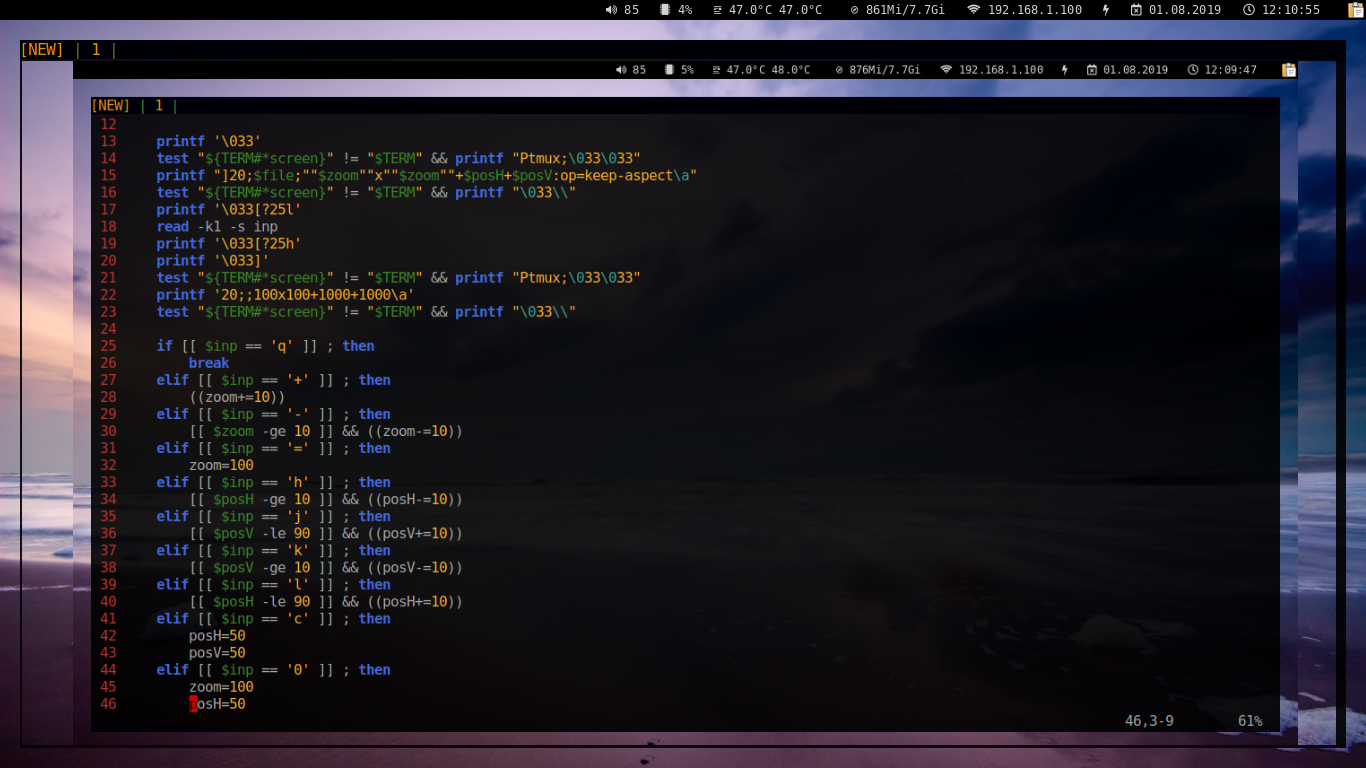 85 4% 47.0°C 47.0°C 861Mi/7.7Gi 192.168.1.100 01.08.2019 12:10:55
[NEW] | 1 |
85 5% 47.0°C 48.0°C 876Mi/7.7Gi 192.168.1.100 01.08.2019 12:09:47
[NEW] | 1 |
12
13 printf '\033'
14 test "${TERM#*screen}" != "$TERM" && printf "Ptmux;\033\033"
15 printf "]20;$file;""$zoom""x""$zoom""+$posH+$posV:op=keep-aspect\a"
16 test "${TERM#*screen}" != "$TERM" && printf "\033\\"
17 printf '\033[?25l'
18 read -k1 -s inp
19 printf '\033[?25h'
20 printf '\033]'
21 test "${TERM#*screen}" != "$TERM" && printf "Ptmux;\033\033"
22 printf '20;;100x100+1000+1000\a'
23 test "${TERM#*screen}" != "$TERM" && printf "\033\\"
24
25 if [[ $inp == 'q' ]] ; then
26 break
27 elif [[ $inp == '+' ]] ; then
28 ((zoom+=10))
29 elif [[ $inp == '-' ]] ; then
30 [[ $zoom -ge 10 ]] && ((zoom-=10))
31 elif [[ $inp == '=' ]] ; then
32 zoom=100
33 elif [[ $inp == 'h' ]] ; then
34 [[ $posH -ge 10 ]] && ((posH-=10))
35 elif [[ $inp == 'j' ]] ; then
36 [[ $posV -le 90 ]] && ((posV+=10))
37 elif [[ $inp == 'k' ]] ; then
38 [[ $posV -ge 10 ]] && ((posV-=10))
39 elif [[ $inp == 'l' ]] ; then
40 [[ $posH -le 90 ]] && ((posH+=10))
41 elif [[ $inp == 'c' ]] ; then
42 posH=50
43 posV=50
44 elif [[ $inp == '0' ]] ; then
45 zoom=100
46 posH=50
46,3-9 61%